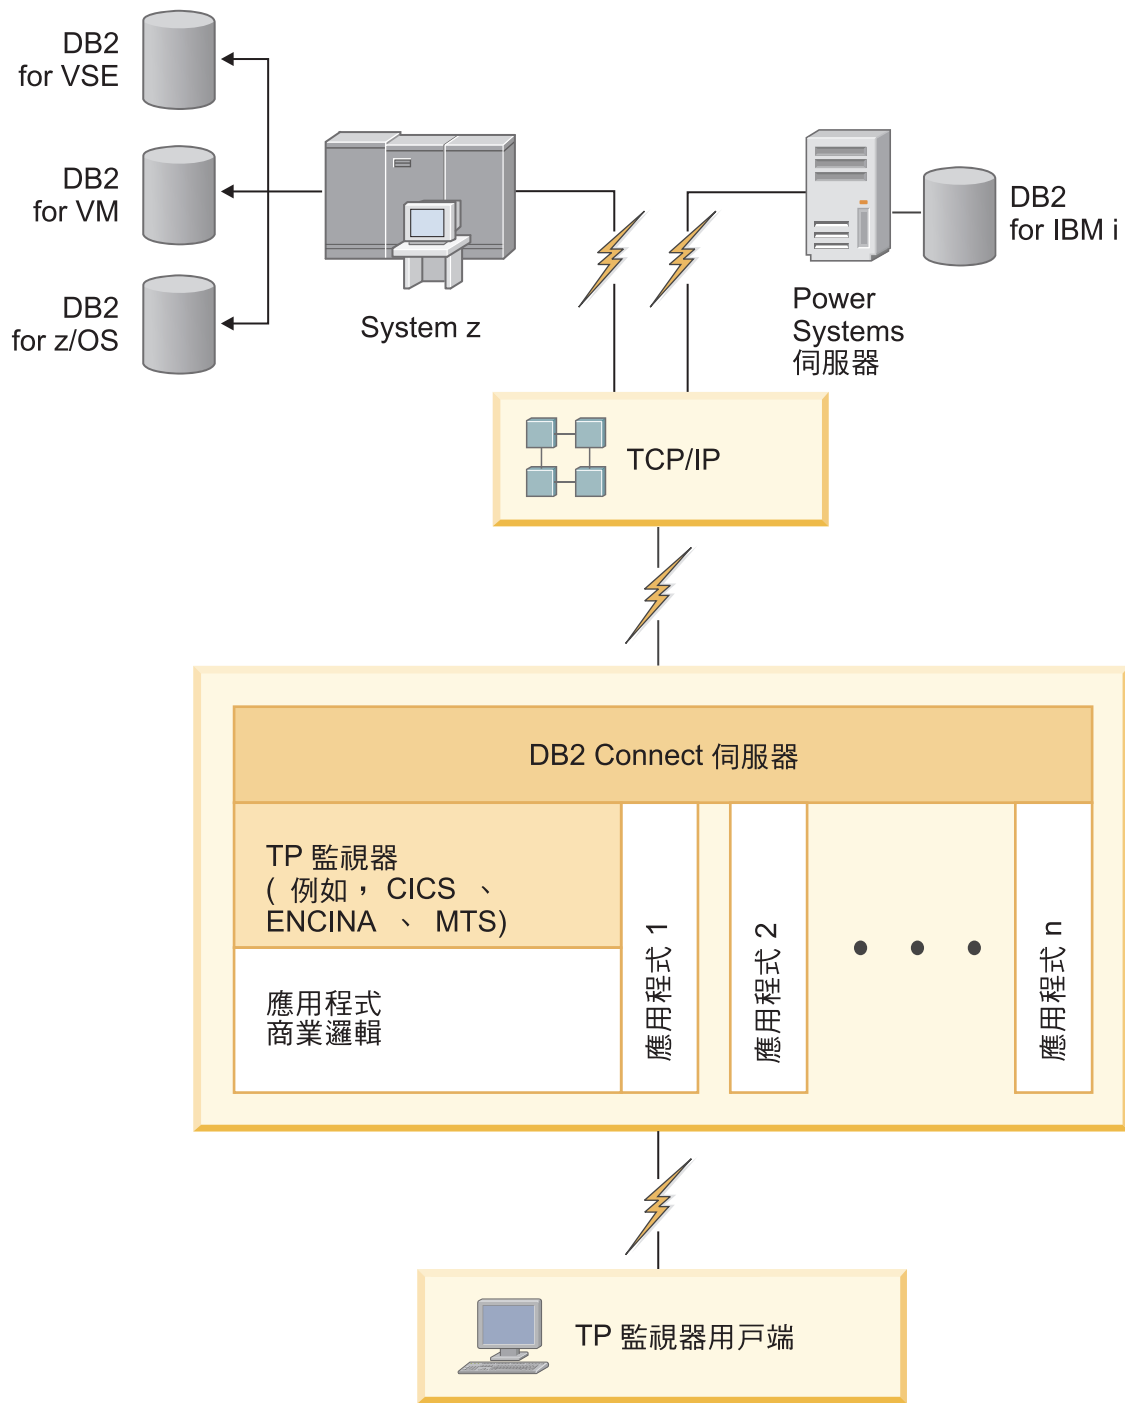 DB2
for VSE
DB2
for VM
DB2
for z/OS
System z
DB2
for IBM i
Power
Systems
伺服器
TCP/IP
DB2 Connect 伺服器
TP 監視器
( 例如， CICS 、
ENCINA 、 MTS)
應用程式
商業邏輯
應用程式 1
應用程式 2
應用程式 n
TP 監視器用戶端